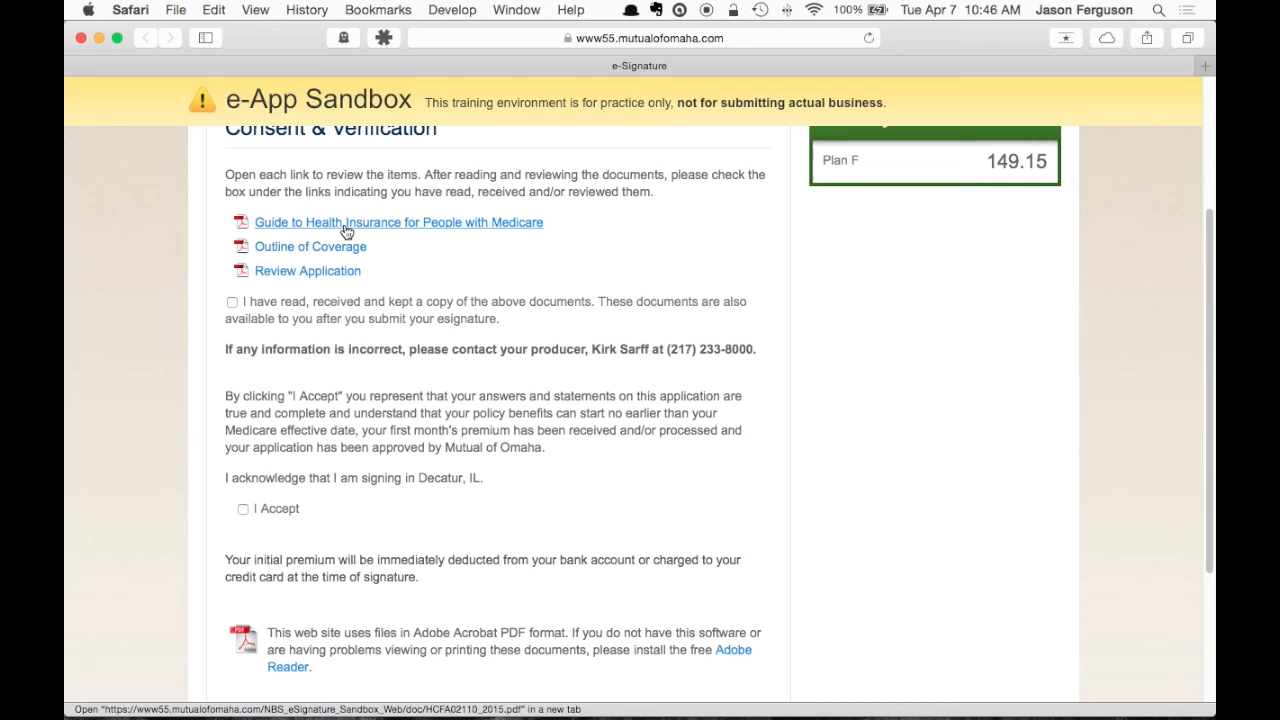 Safari File Edit View History Bookmarks Develop Window Help 100% Tue Apr 7 10:46 AM Jason Ferguson
www55.mutualofomaha.com
e-Signature
e-App Sandbox This training environment is for practice only, not for submitting actual business.
Consent & Verification
Open each link to review the items. After reading and reviewing the documents, please check the
box under the links indicating you have read, received and/or reviewed them.
Guide to Health Insurance for People with Medicare
Outline of Coverage
Review Application
I have read, received and kept a copy of the above documents. These documents are also
available to you after you submit your esignature.
If any information is incorrect, please contact your producer, Kirk Sarff at (217) 233-8000.
By clicking "I Accept" you represent that your answers and statements on this application are
true and complete and understand that your policy benefits can start no earlier than your
Medicare effective date, your first month's premium has been received and/or processed and
your application has been approved by Mutual of Omaha.
I acknowledge that I am signing in Decatur, IL.
I Accept
Your initial premium will be immediately deducted from your bank account or charged to your
credit card at the time of signature.
This web site uses files in Adobe Acrobat PDF format. If you do not have this software or
are having problems viewing or printing these documents, please install the free Adobe
Reader.
Plan F 149.15
Open "https://www55.mutualofomaha.com/NBS_eSignature_Sandbox_Web/doc/HCFA02110_2015.pdf" in a new tab